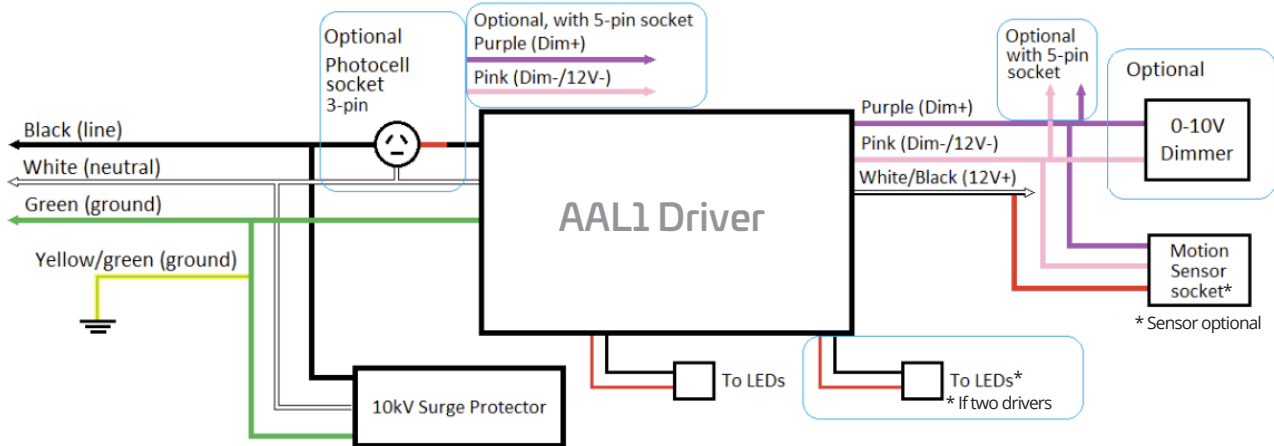 Optional
Photocell
socket
3-pin
Optional, with 5-pin socket
Purple (Dim+)
Pink (Dim-/12V-)
Black (line)
White (neutral)
Green (ground)
Yellow/green (ground)
10kV Surge Protector
AAL1 Driver
To LEDs
To LEDs*
* If two drivers
Purple (Dim+)
Pink (Dim-/12V-)
White/Black (12V+)
Optional
with 5-pin
socket
Optional
0-10V
Dimmer
Motion
Sensor
socket*
* Sensor optional